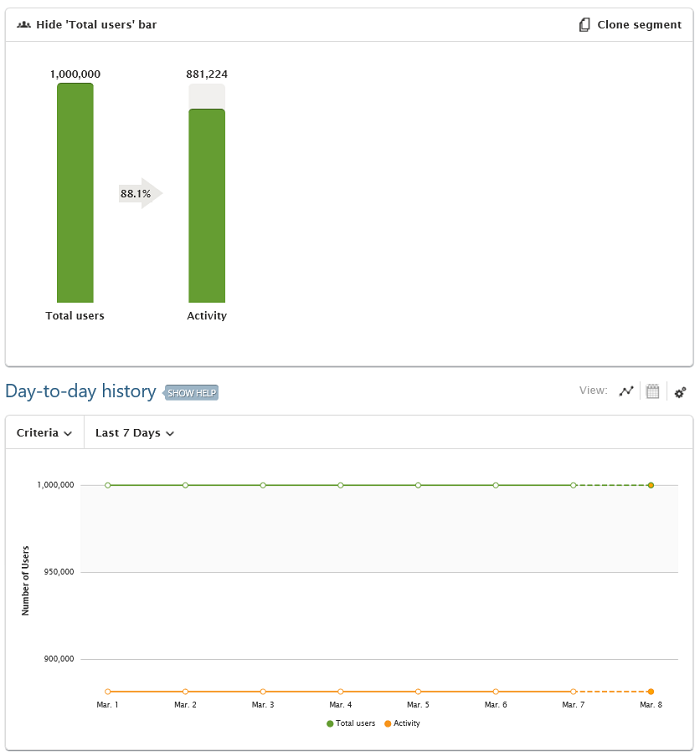 Hide 'Total users' bar
Clone segment
1,000,000
881,224
88.1%
Total users
Activity
Day-to-day history
SHOW HELP
View:
Criteria
Last 7 Days
1,000,000
950,000
900,000
Number of Users
Mar. 1
Mar. 2
Mar. 3
Mar. 4
Mar. 5
Mar. 6
Mar. 7
Mar. 8
Total users
Activity